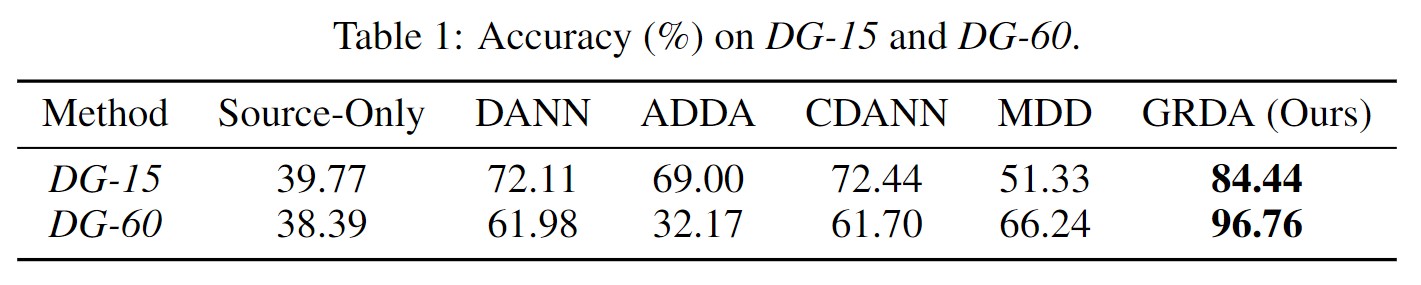 Table 1: Accuracy (%) on DG-15 and DG-60.
Method Source-Only DANN ADDA CDANN MDD GRDA (Ours)
DG-15 39.77 72.11 69.00 72.44 51.33 84.44
DG-60 38.39 61.98 32.17 61.70 66.24 96.76